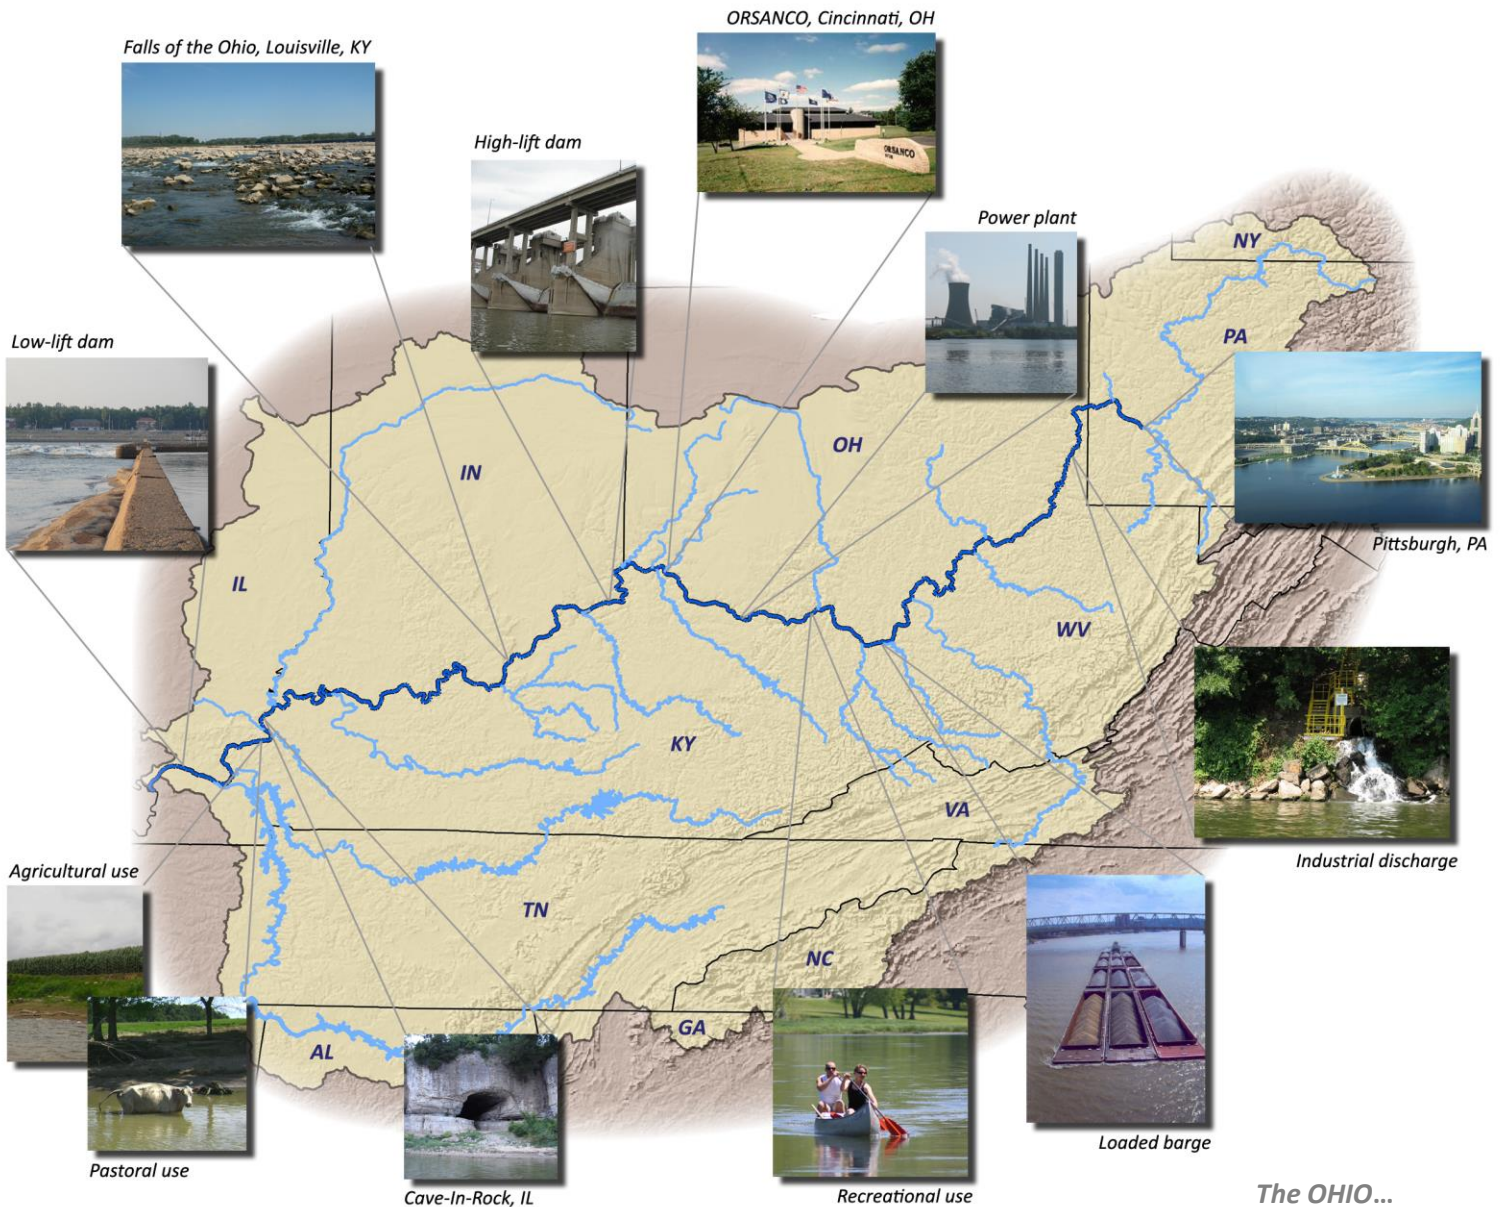 ORSANCO, Cincinnati, OH
Falls of the Ohio, Louisville, KY
High-lift dam
ORSANCO
Power plant
NY
Low-lift dam
PA
OH
IN
Pittsburgh, PA
IL
WV
KY
VA
Industrial discharge
Agricultural use
TN
NC
GA
AL
Loaded barge
Pastoral use
Cave-In-Rock, IL
Recreational use
The OHIO...